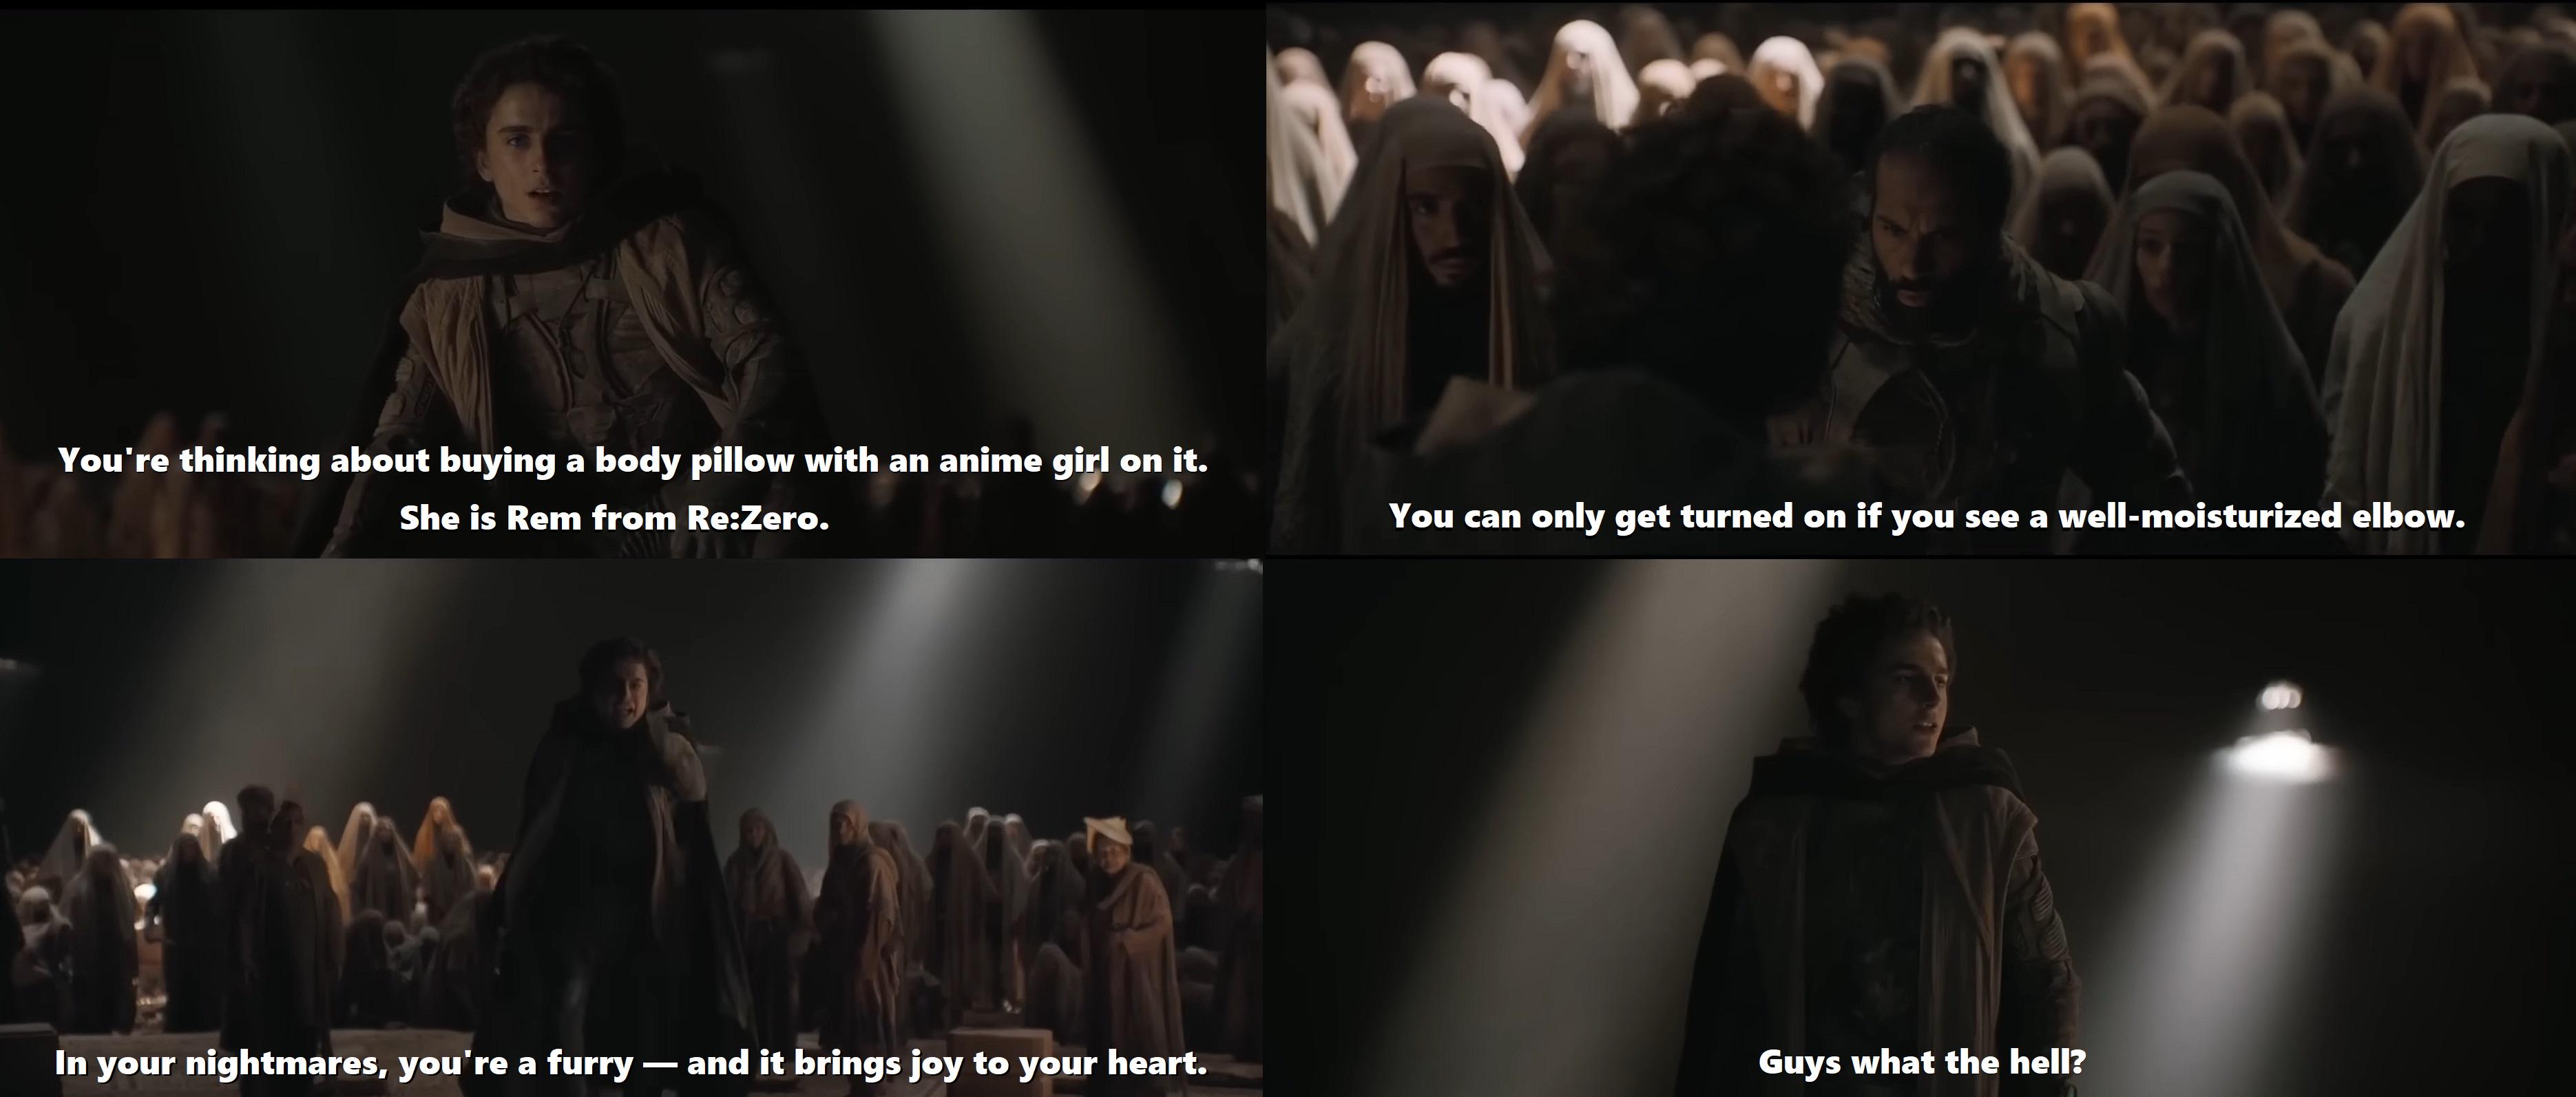 You're thinking about buying a body pillow with an anime girl on it.
She is Rem from Re:Zero.
You can only get turned on if you see a well-moisturized elbow.
In your nightmares, you're a furry — and it brings joy to your heart.
Guys what the hell?